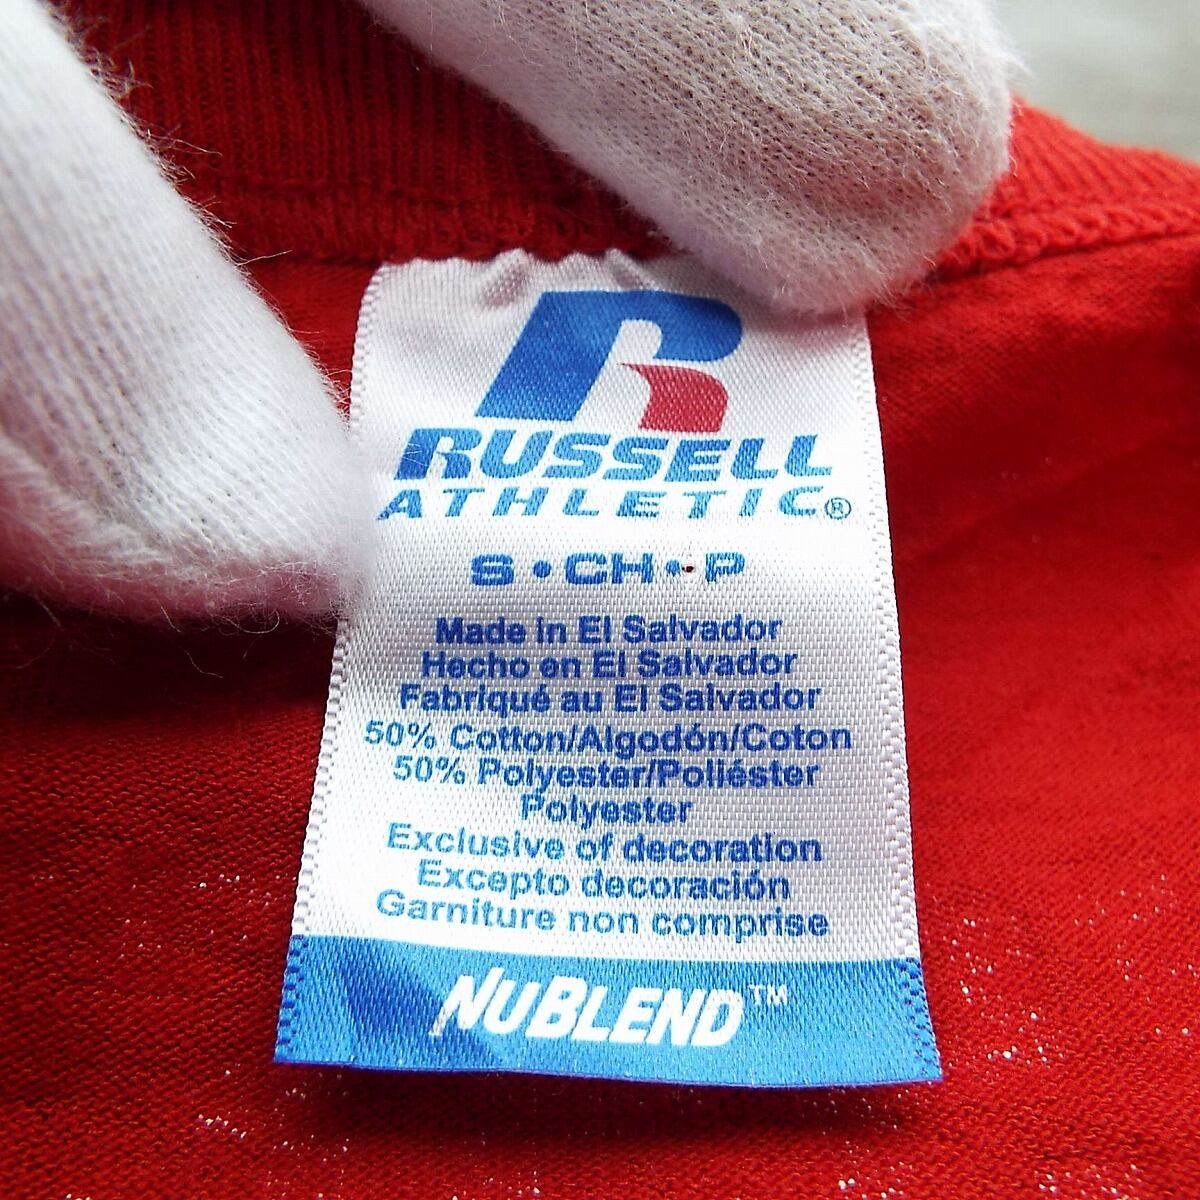 R
RUSSELL
ATHLETIC®
S•CH•P
Made in El Salvador
Hecho en El Salvador
Fabriqué au El Salvador
50% Cotton/Algodón/Coton
50% Polyester/Poliéster
Polyester
Exclusive of decoration
Excepto decoración
Garniture non comprise
NUBLEND™